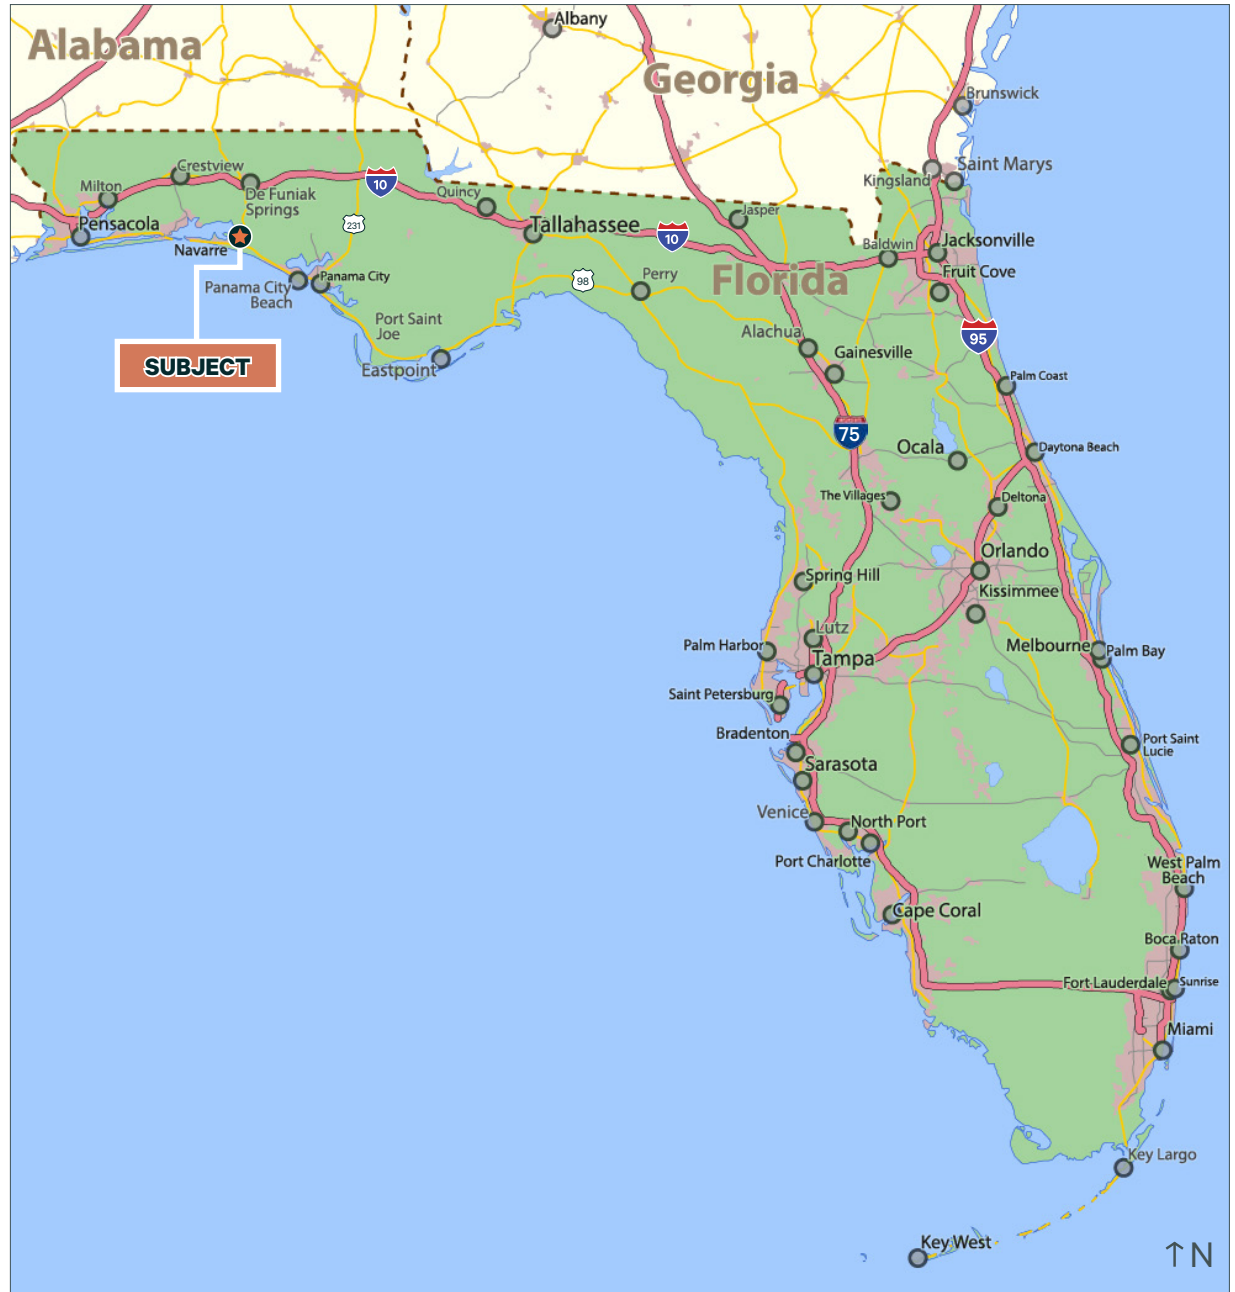 Albany
Alabama
Georgia
Brunswick
Saint Marys
Kingsland
Crestview
Milton
De Funiak
Springs
10
Quincy
Pensacola
231
Tallahassee
Jasper
10
Navarre
Baldwin
Jacksonville
Panama City
Beach
Panama City
98
Perry
Florida
Fruit Cove
Port Saint
Joe
Alachua
95
SUBJECT
Eastpoint
Gainesville
Palm Coast
75
Ocala
Daytona Beach
The Villages
Deltona
Orlando
Spring Hill
Kissimmee
Lutz
Palm Harbor
Tampa
Melbourne
Palm Bay
Saint Petersburg
Bradenton
Port Saint
Lucie
Sarasota
Venice
North Port
Port Charlotte
West Palm
Beach
Cape Coral
Boca Raton
Fort Lauderdale
Sunrise
Miami
Key Largo
Key West
↑N